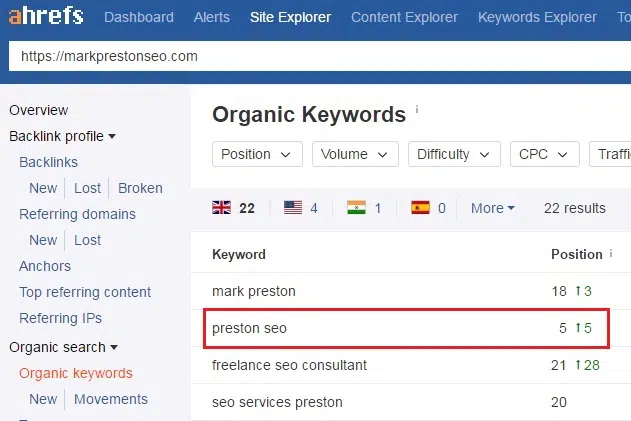 ahrefs Dashboard Alerts Site Explorer Content Explorer Keywords Explorer To
https://markprestonseo.com
Overview
Backlink profile
Backlinks
New Lost Broken
Referring domains
New Lost
Anchors
Top referring content
Referring IPs
Organic search
Organic keywords
New Movements
Organic Keywords i
Position Volume Difficulty CPC Traffi
22 4 1 0 More 22 results
Keyword Position i
mark preston 18 ↑3
preston seo 5 ↑5
freelance seo consultant 21 ↑28
seo services preston 20